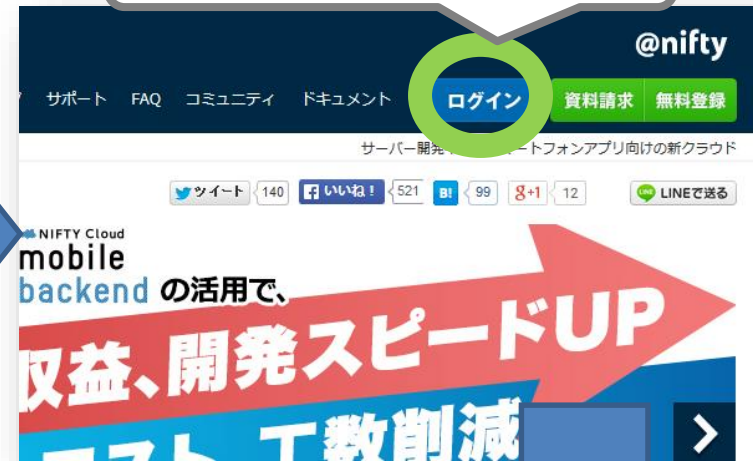 @nifty
サポート FAQ コミュニティ ドキュメント ログイン 資料請求 無料登録
サーバー開発 ートフォンアプリ向けの新クラウド
ツイート 140 いいね! 521 B! 99 g+1 12 LINEで送る
NIFTY Cloud
mobile
backend の活用で、
収益、開発スピードUP
コスト、工数削減